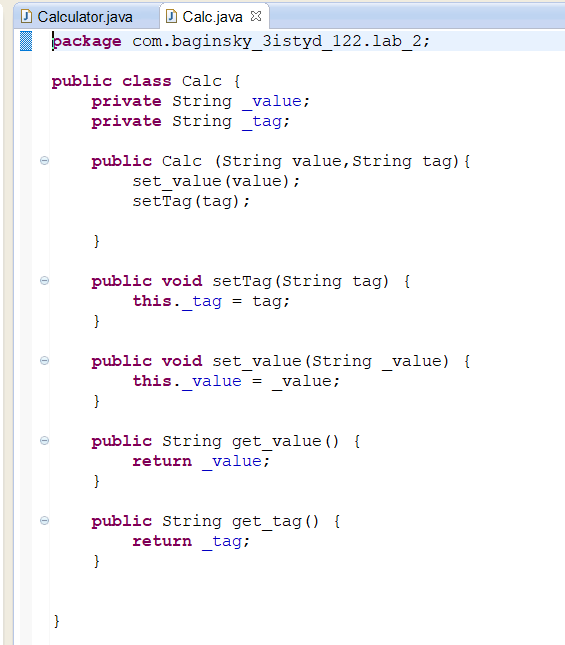 Calculator.java Calc.java
package com.baginsky_3istyd_122.lab_2;
public class Calc {
private String _value;
private String _tag;
public Calc (String value,String tag){
set_value(value);
setTag(tag);
}
public void setTag(String tag) {
this._tag = tag;
}
public void set_value(String _value) {
this._value = _value;
}
public String get_value() {
return _value;
}
public String get_tag() {
return _tag;
}
}